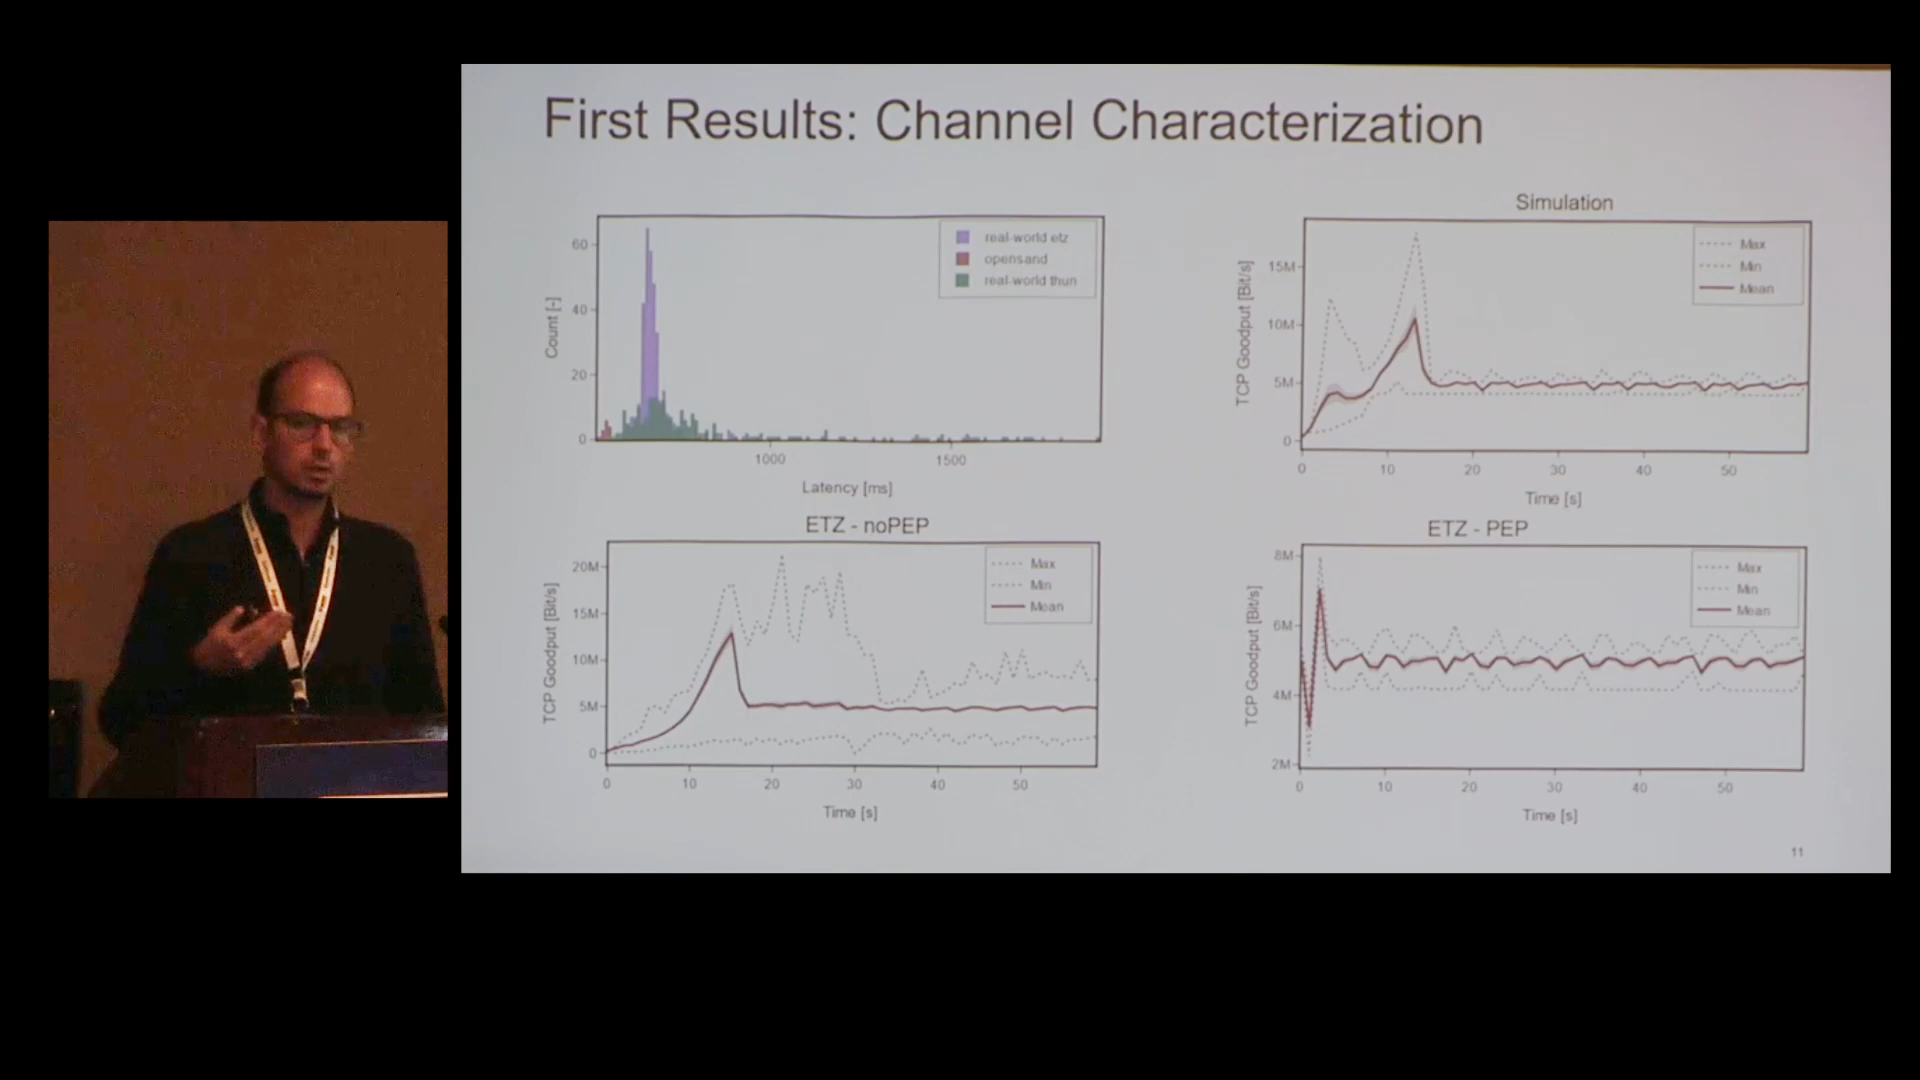 First Results: Channel Characterization
real-world etz
opensand
real-world thun
Count [-]
60
40
20
0
1000
1500
Latency [ms]
Simulation
Max
Min
Mean
TCP Goodput [Bit/s]
15M
10M
5M
0
0
10
20
30
40
50
Time [s]
ETZ - noPEP
Max
Min
Mean
TCP Goodput [Bit/s]
20M
15M
10M
5M
0
0
10
20
30
40
50
Time [s]
ETZ - PEP
Max
Min
Mean
TCP Goodput [Bit/s]
8M
6M
4M
2M
0
10
20
30
40
50
Time [s]
11